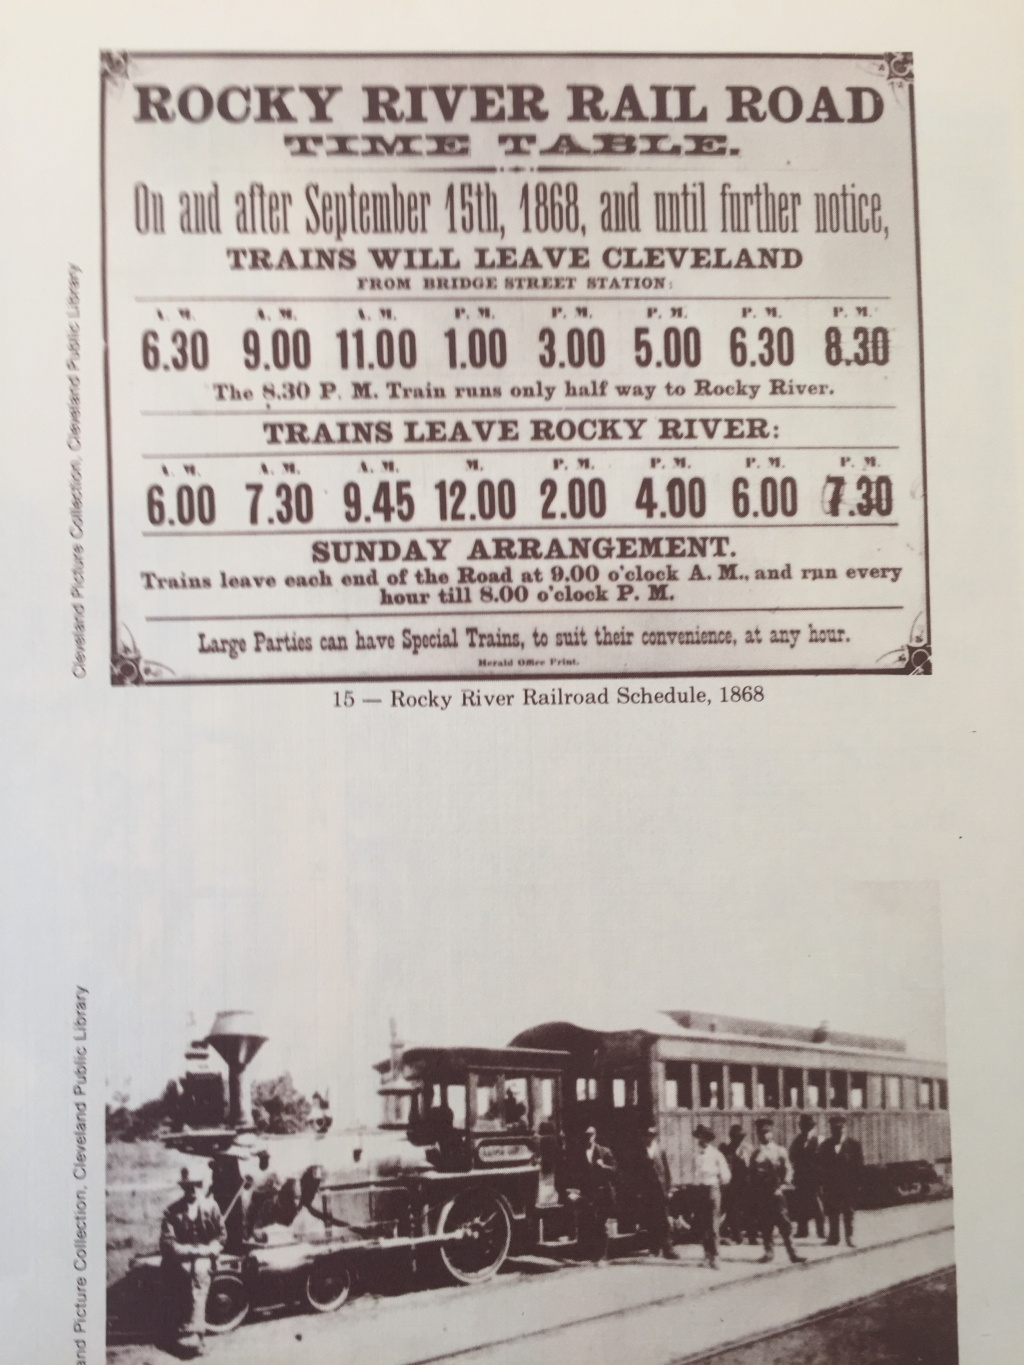 ROCKY RIVER RAIL ROAD
TIME TABLE.
On and after September 15th, 1868, and until further notice,
TRAINS WILL LEAVE CLEVELAND
FROM BRIDGE STREET STATION:
A. M. A. M. A. M. P. M. P. M. P. M. P. M. P. M.
6.30 9.00 11.00 1.00 3.00 5.00 6.30 8.30
The 8.30 P. M. Train runs only half way to Rocky River.
TRAINS LEAVE ROCKY RIVER:
A. M. A. M. A. M. M. P. M. P. M. P. M. P. M.
6.00 7.30 9.45 12.00 2.00 4.00 6.00 7.30
SUNDAY ARRANGEMENT.
Trains leave each end of the Road at 9.00 o'clock A. M., and run every
hour till 8.00 o'clock P. M.
Large Parties can have Special Trains, to suit their convenience, at any hour.
Herald Office Print.
Cleveland Picture Collection, Cleveland Public Library
15 — Rocky River Railroad Schedule, 1868
and Picture Collection, Cleveland Public Library